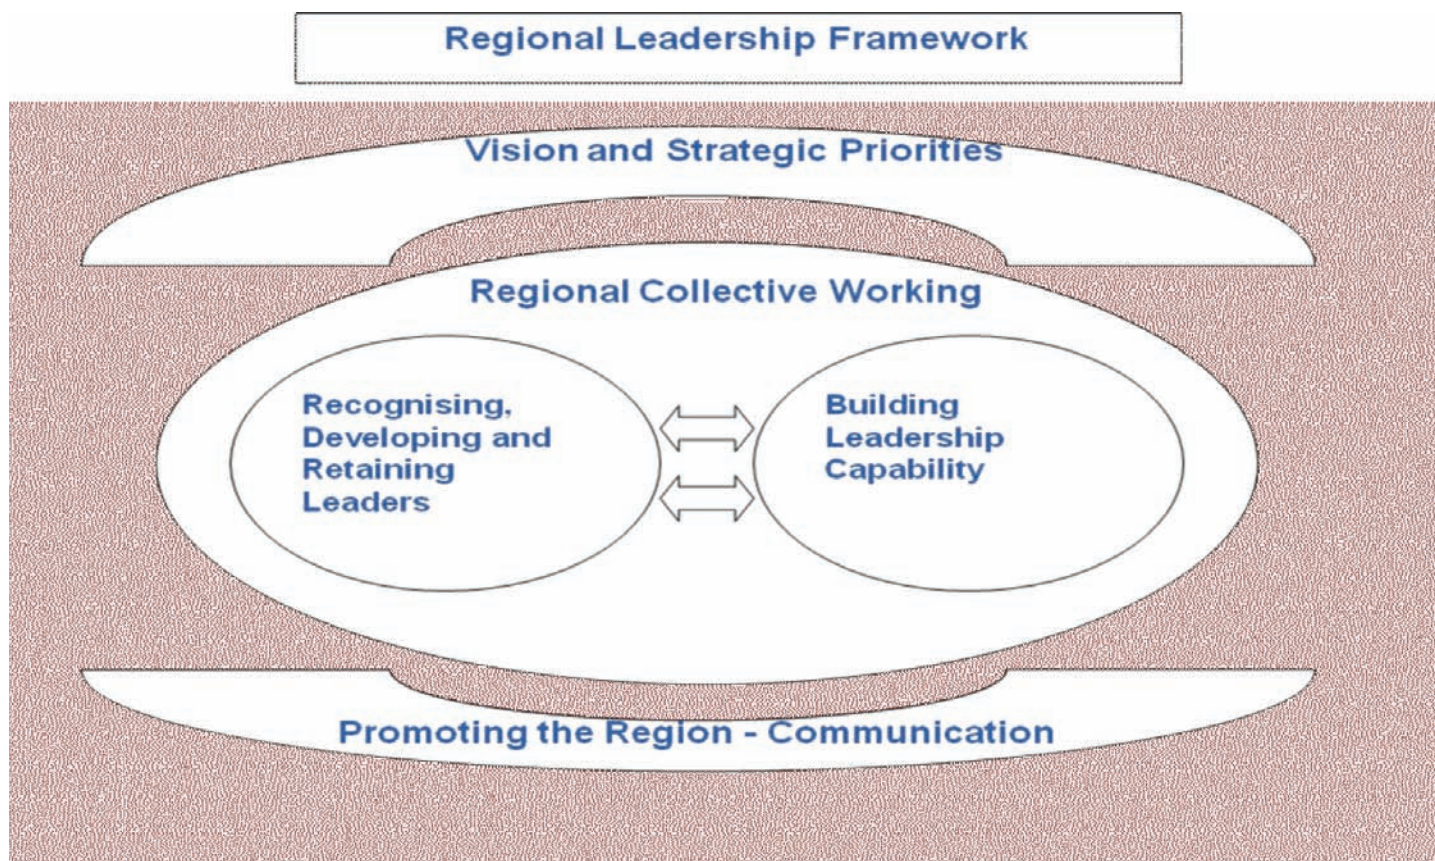 Regional Leadership Framework
Vision and Strategic Priorities
Regional Collective Working
Recognising,
Developing and
Retaining
Leaders
Building
Leadership
Capability
Promoting the Region - Communication